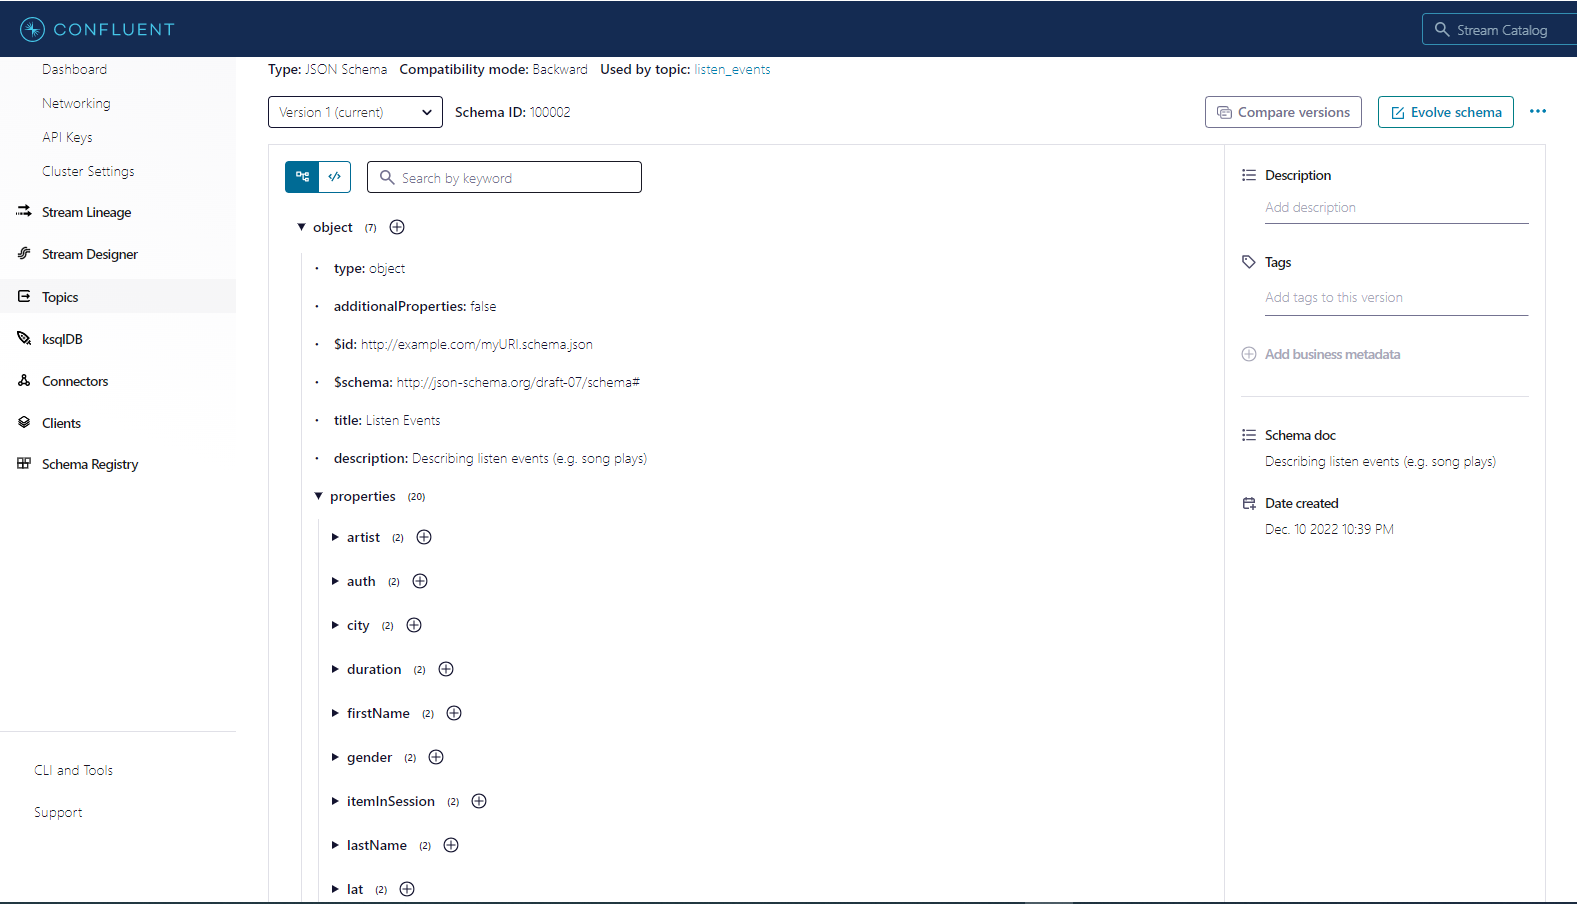 CONFLUENT
Stream Catalog
Dashboard
Networking
API Keys
Cluster Settings
Stream Lineage
Stream Designer
Topics
ksqlDB
Connectors
Clients
Schema Registry
CLI and Tools
Support
Type: JSON Schema Compatibility mode: Backward Used by topic: listen_events
Version 1 (current) Schema ID: 100002
Compare versions Evolve schema
</> Search by keyword
object (7)
type: object
additionalProperties: false
$id: http://example.com/myURI.schema.json
$schema: http://json-schema.org/draft-07/schema#
title: Listen Events
description: Describing listen events (e.g. song plays)
properties (20)
artist (2)
auth (2)
city (2)
duration (2)
firstName (2)
gender (2)
itemInSession (2)
lastName (2)
lat (2)
Description
Add description
Tags
Add tags to this version
Add business metadata
Schema doc
Describing listen events (e.g. song plays)
Date created
Dec. 10 2022 10:39 PM